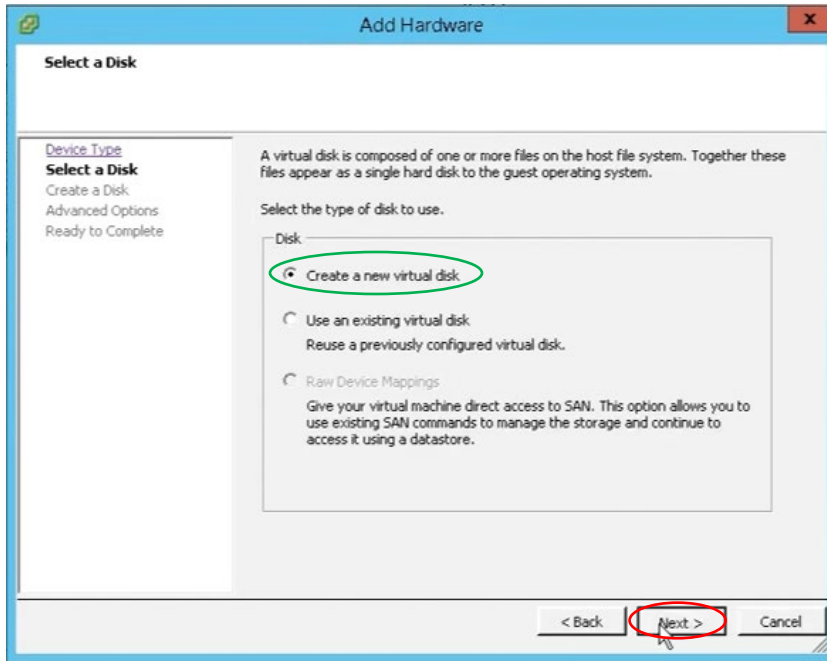 Add Hardware
x
Select a Disk
Device Type
Select a Disk
Create a Disk
Advanced Options
Ready to Complete
A virtual disk is composed of one or more files on the host file system. Together these
files appear as a single hard disk to the guest operating system.
Select the type of disk to use.
Disk
Create a new virtual disk
Use an existing virtual disk
Reuse a previously configured virtual disk.
Raw Device Mappings
Give your virtual machine direct access to SAN. This option allows you to
use existing SAN commands to manage the storage and continue to
access it using a datastore.
< Back
Next >
Cancel